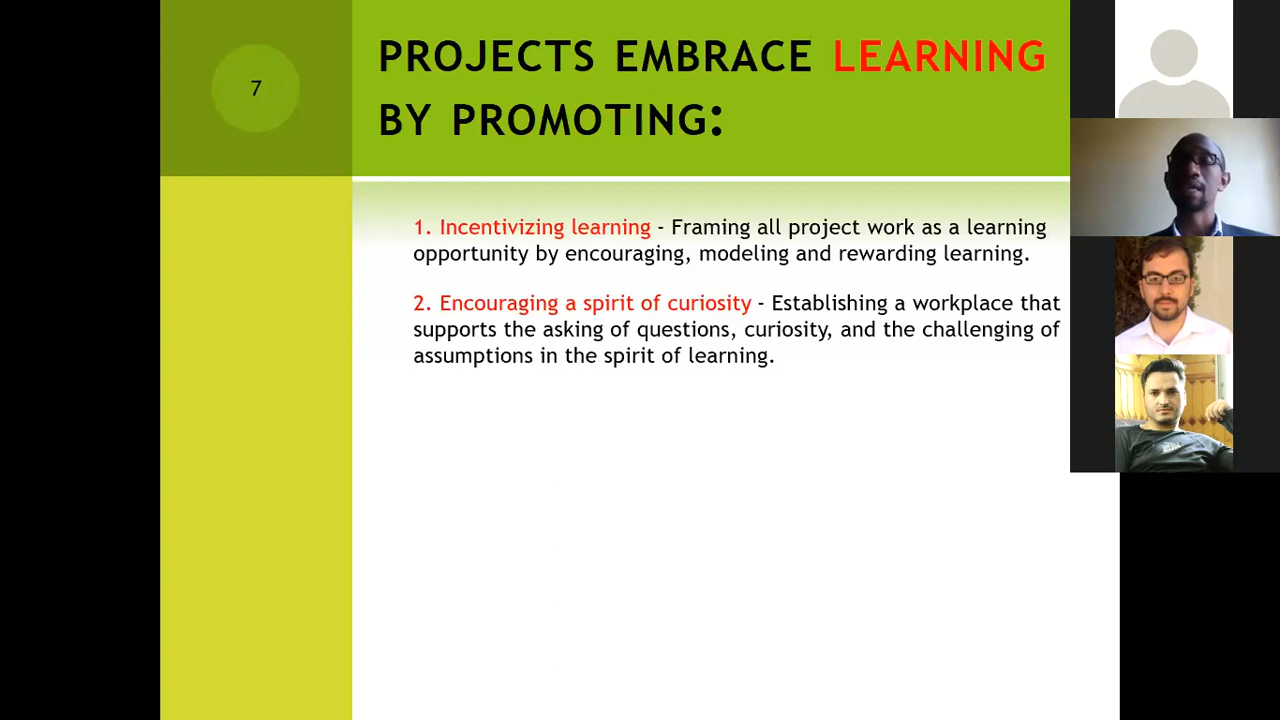 7
PROJECTS EMBRACE LEARNING
BY PROMOTING:
1. Incentivizing learning - Framing all project work as a learning
opportunity by encouraging, modeling and rewarding learning.
2. Encouraging a spirit of curiosity - Establishing a workplace that
supports the asking of questions, curiosity, and the challenging of
assumptions in the spirit of learning.